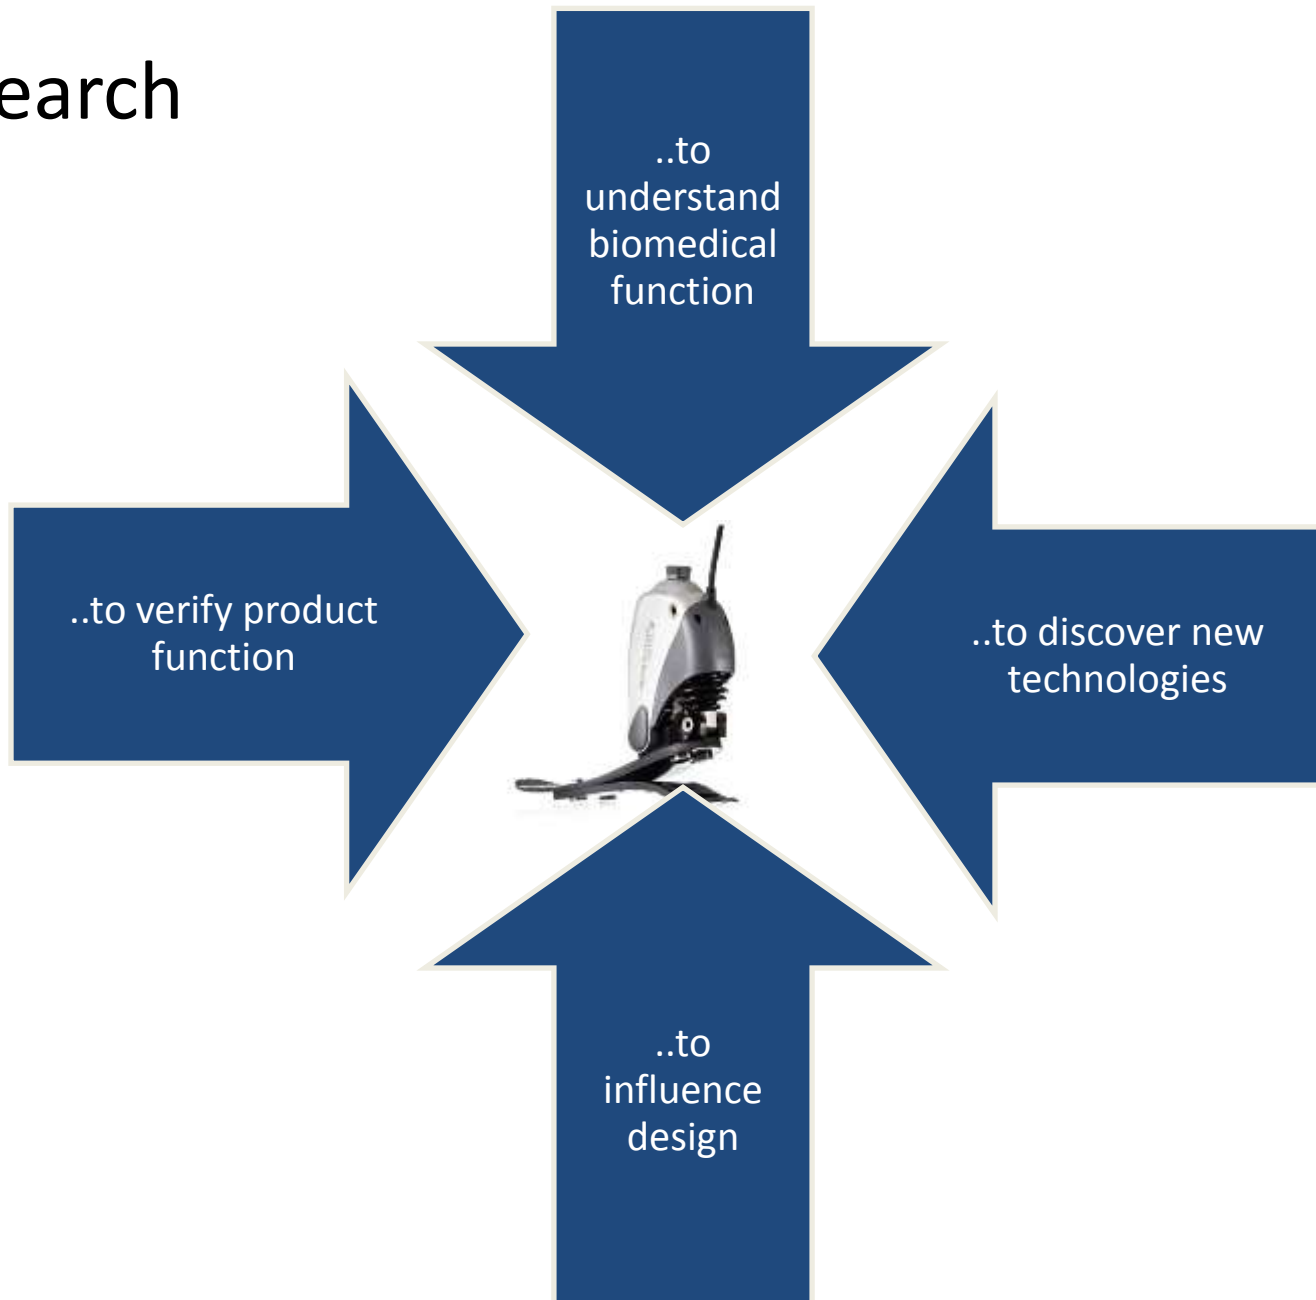 earch
..to
understand
biomedical
function
..to verify product
function
..to discover new
technologies
..to
influence
design